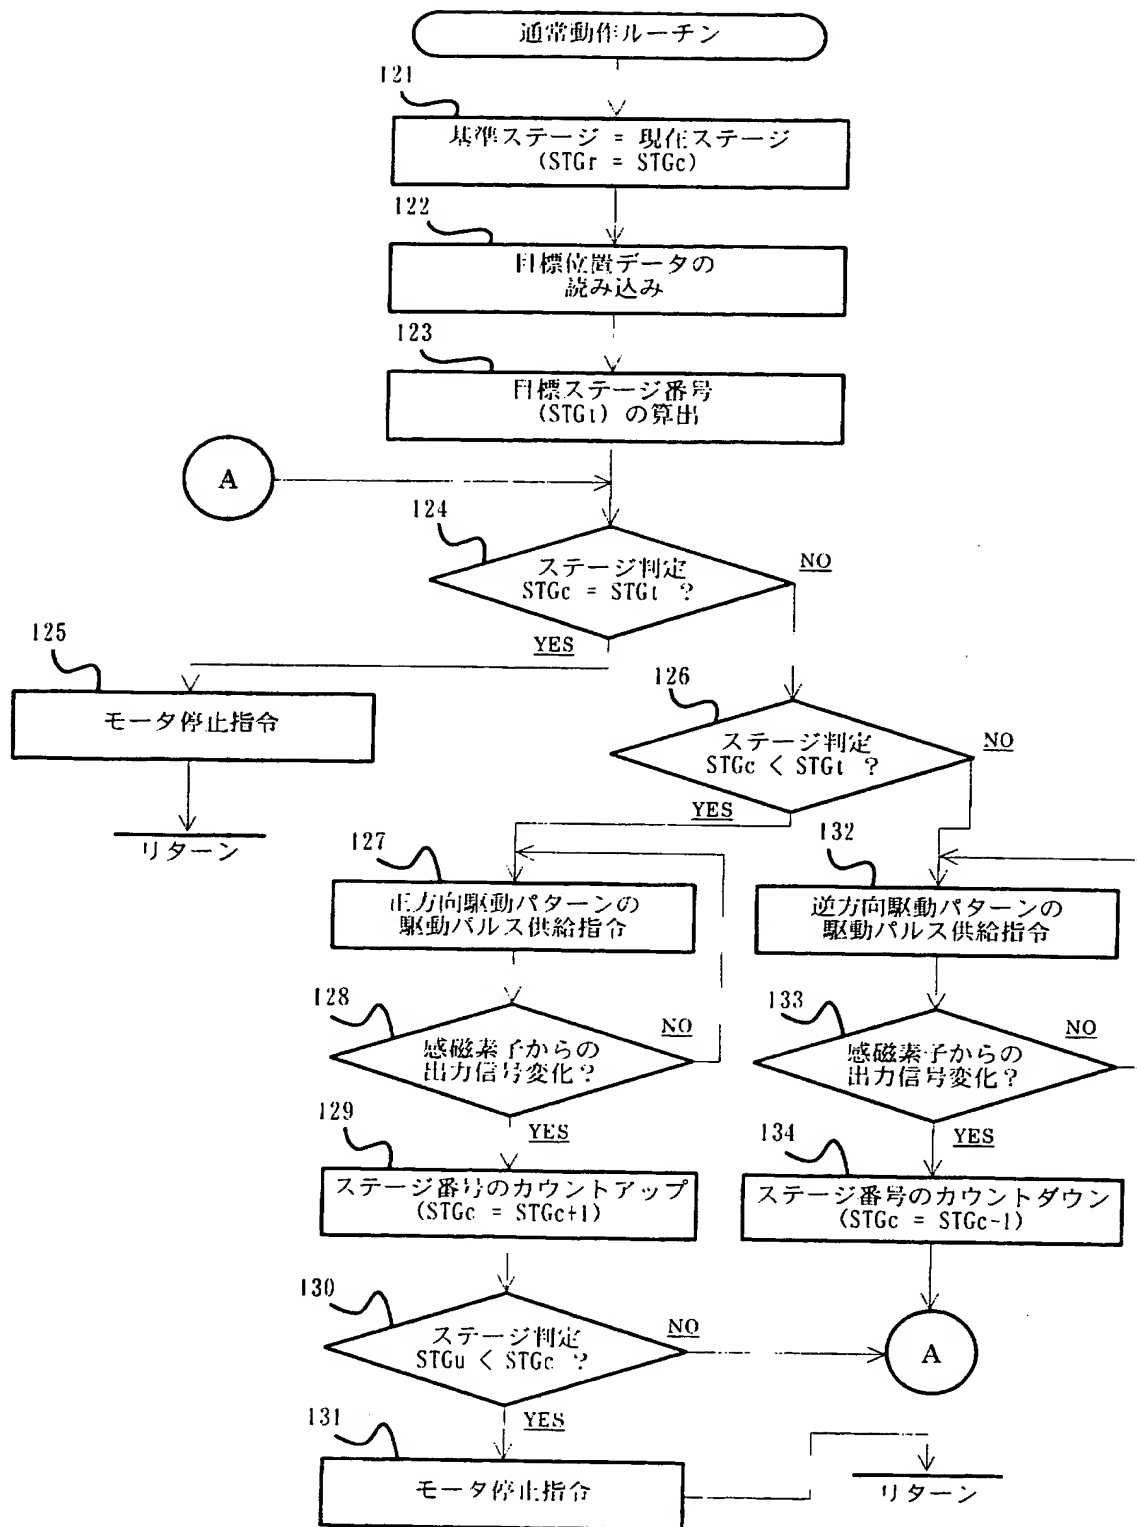 通常動作ルーチン
121
基準ステージ = 現在ステージ
(STGr = STGc)
122
目標位置データの
読み込み
123
目標ステージ番号
(STGt) の算出
A
124
ステージ判定
STGc = STGt ?
NO
YES
125
モータ停止指令
リターン
126
ステージ判定
STGc < STGt ?
NO
YES
127
正方向駆動パターンの
駆動パルス供給指令
132
逆方向駆動パターンの
駆動パルス供給指令
128
感磁素子からの
出力信号変化?
NO
YES
133
感磁素子からの
出力信号変化?
NO
YES
129
ステージ番号のカウントアップ
(STGc = STGc+1)
134
ステージ番号のカウントダウン
(STGc = STGc-1)
130
ステージ判定
STGu < STGc ?
NO
YES
A
131
モータ停止指令
リターン